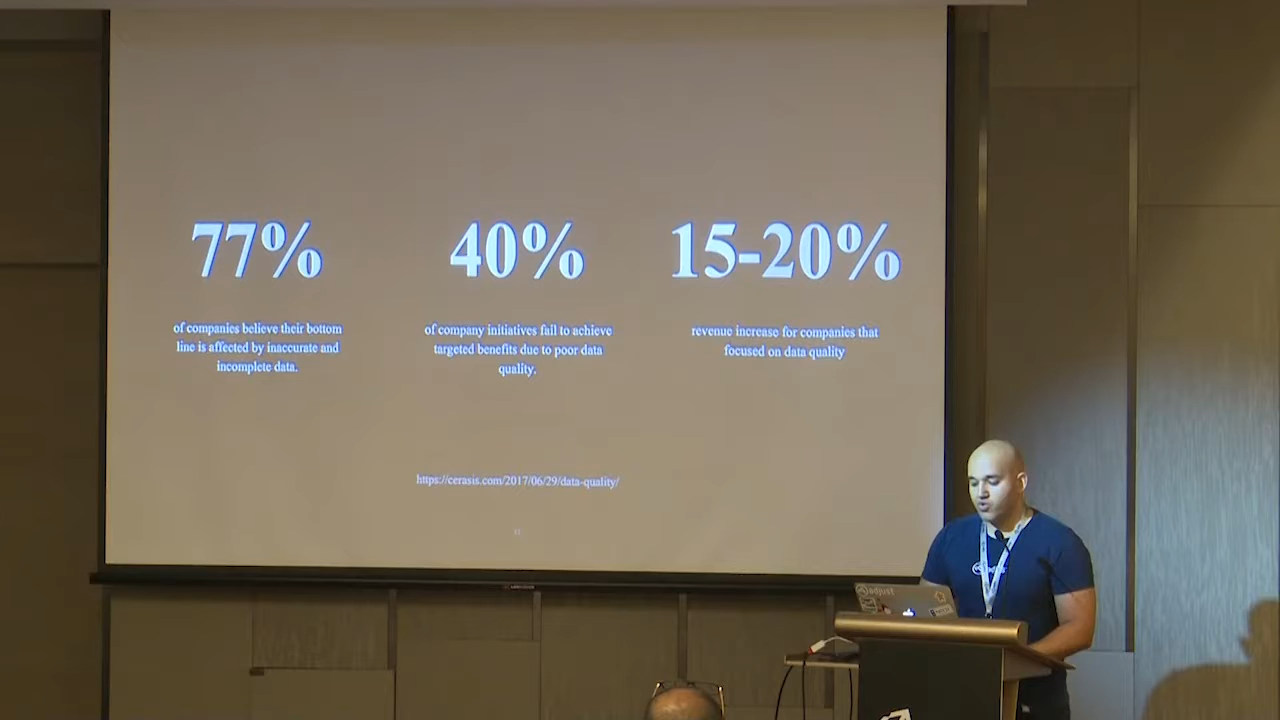 77%
of companies believe their bottom
line is affected by inaccurate and
incomplete data.
40%
of company initiatives fail to achieve
targeted benefits due to poor data
quality.
15-20%
revenue increase for companies that
focused on data quality
https://cerasis.com/2017/06/29/data-quality/
adjust